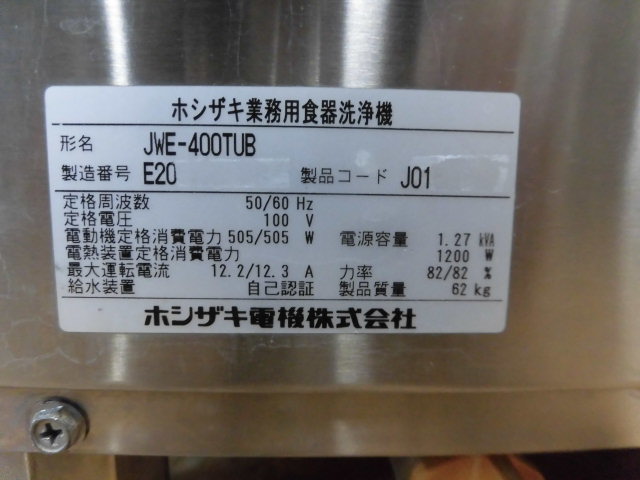 ホシザキ業務用食器洗浄機
形名 JWE-400TUB
製造番号 E20 製品コード J01
定格周波数 50/60 Hz
定格電圧 100 V
電動機定格消費電力 505/505 W 電源容量 1.27 kVA
電熱装置定格消費電力 1200 W
最大運転電流 12.2/12.3 A 力率 82/82 %
給水装置 自己認証 製品質量 62 kg
ホシザキ電機株式会社